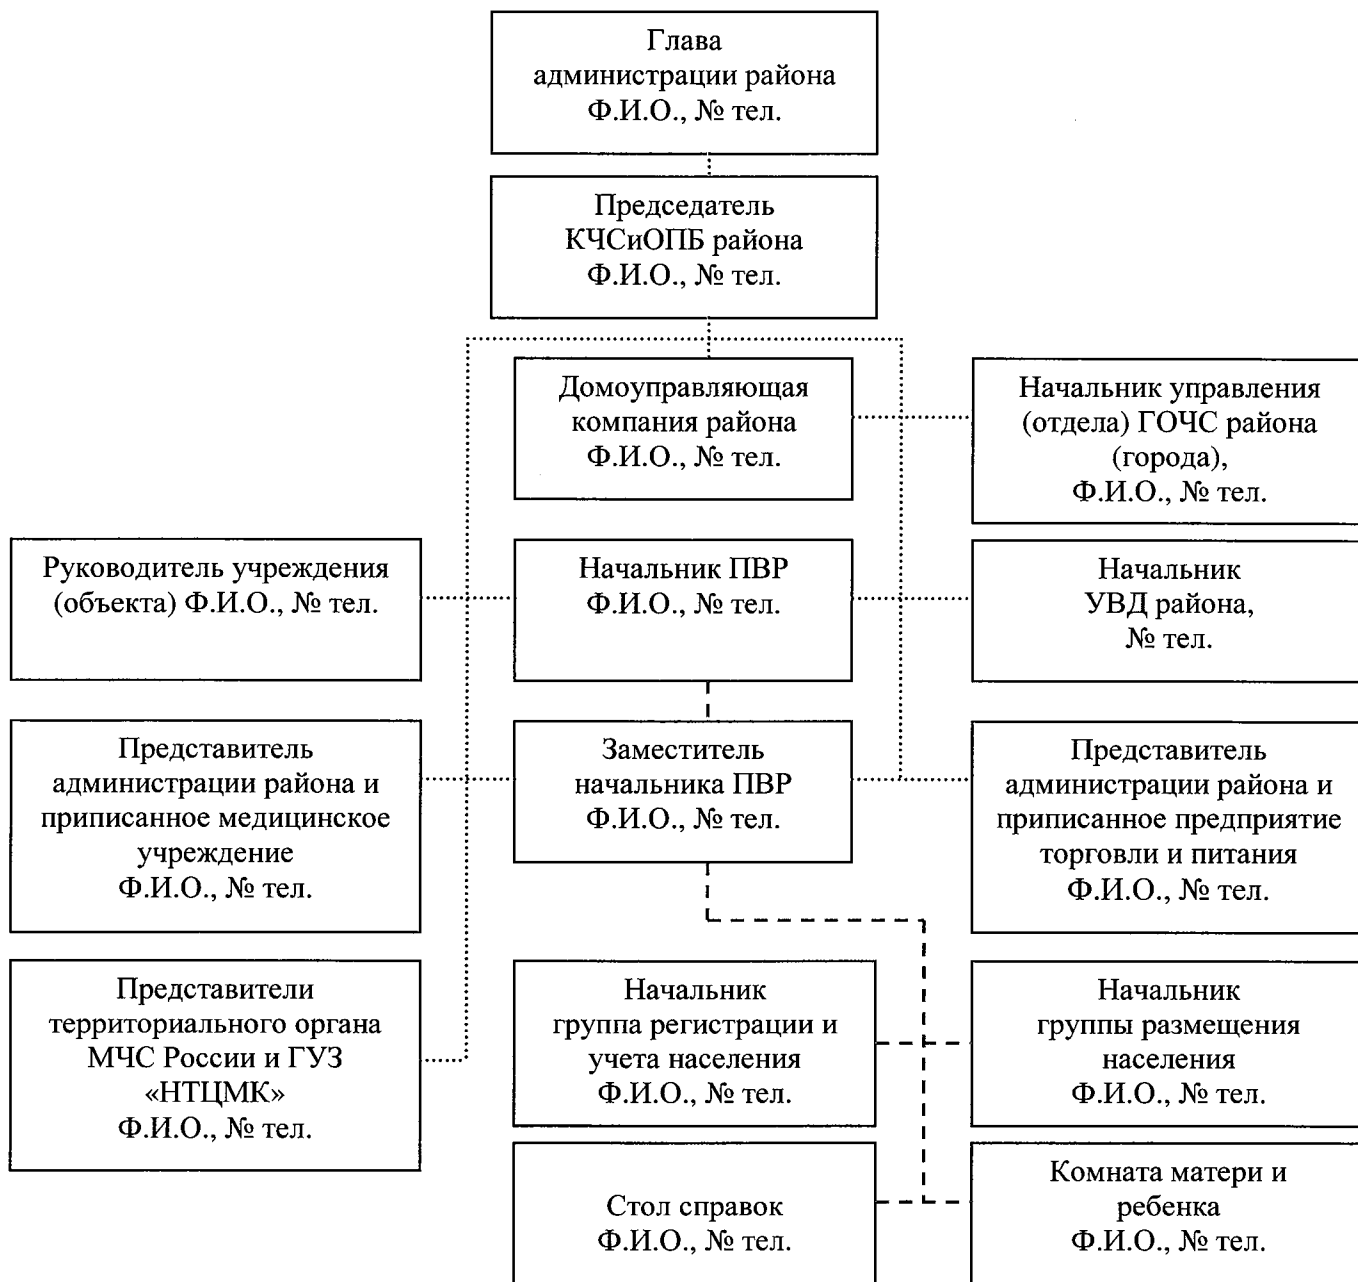 Глава
администрации района
Ф.И.О., № тел.
Председатель
КЧСиОПБ района
Ф.И.О., № тел.
Домоуправляющая
компания района
Ф.И.О., № тел.
Начальник управления
(отдела) ГОЧС района
(города),
Ф.И.О., № тел.
Руководитель учреждения
(объекта) Ф.И.О., № тел.
Начальник ПВР
Ф.И.О., № тел.
Начальник
УВД района,
№ тел.
Представитель
администрации района и
приписанное медицинское
учреждение
Ф.И.О., № тел.
Заместитель
начальника ПВР
Ф.И.О., № тел.
Представитель
администрации района и
приписанное предприятие
торговли и питания
Ф.И.О., № тел.
Представители
территориального органа
МЧС России и ГУЗ
«НТЦМК»
Ф.И.О., № тел.
Начальник
группа регистрации и
учета населения
Ф.И.О., № тел.
Начальник
группы размещения
населения
Ф.И.О., № тел.
Стол справок
Ф.И.О., № тел.
Комната матери и
ребенка
Ф.И.О., № тел.